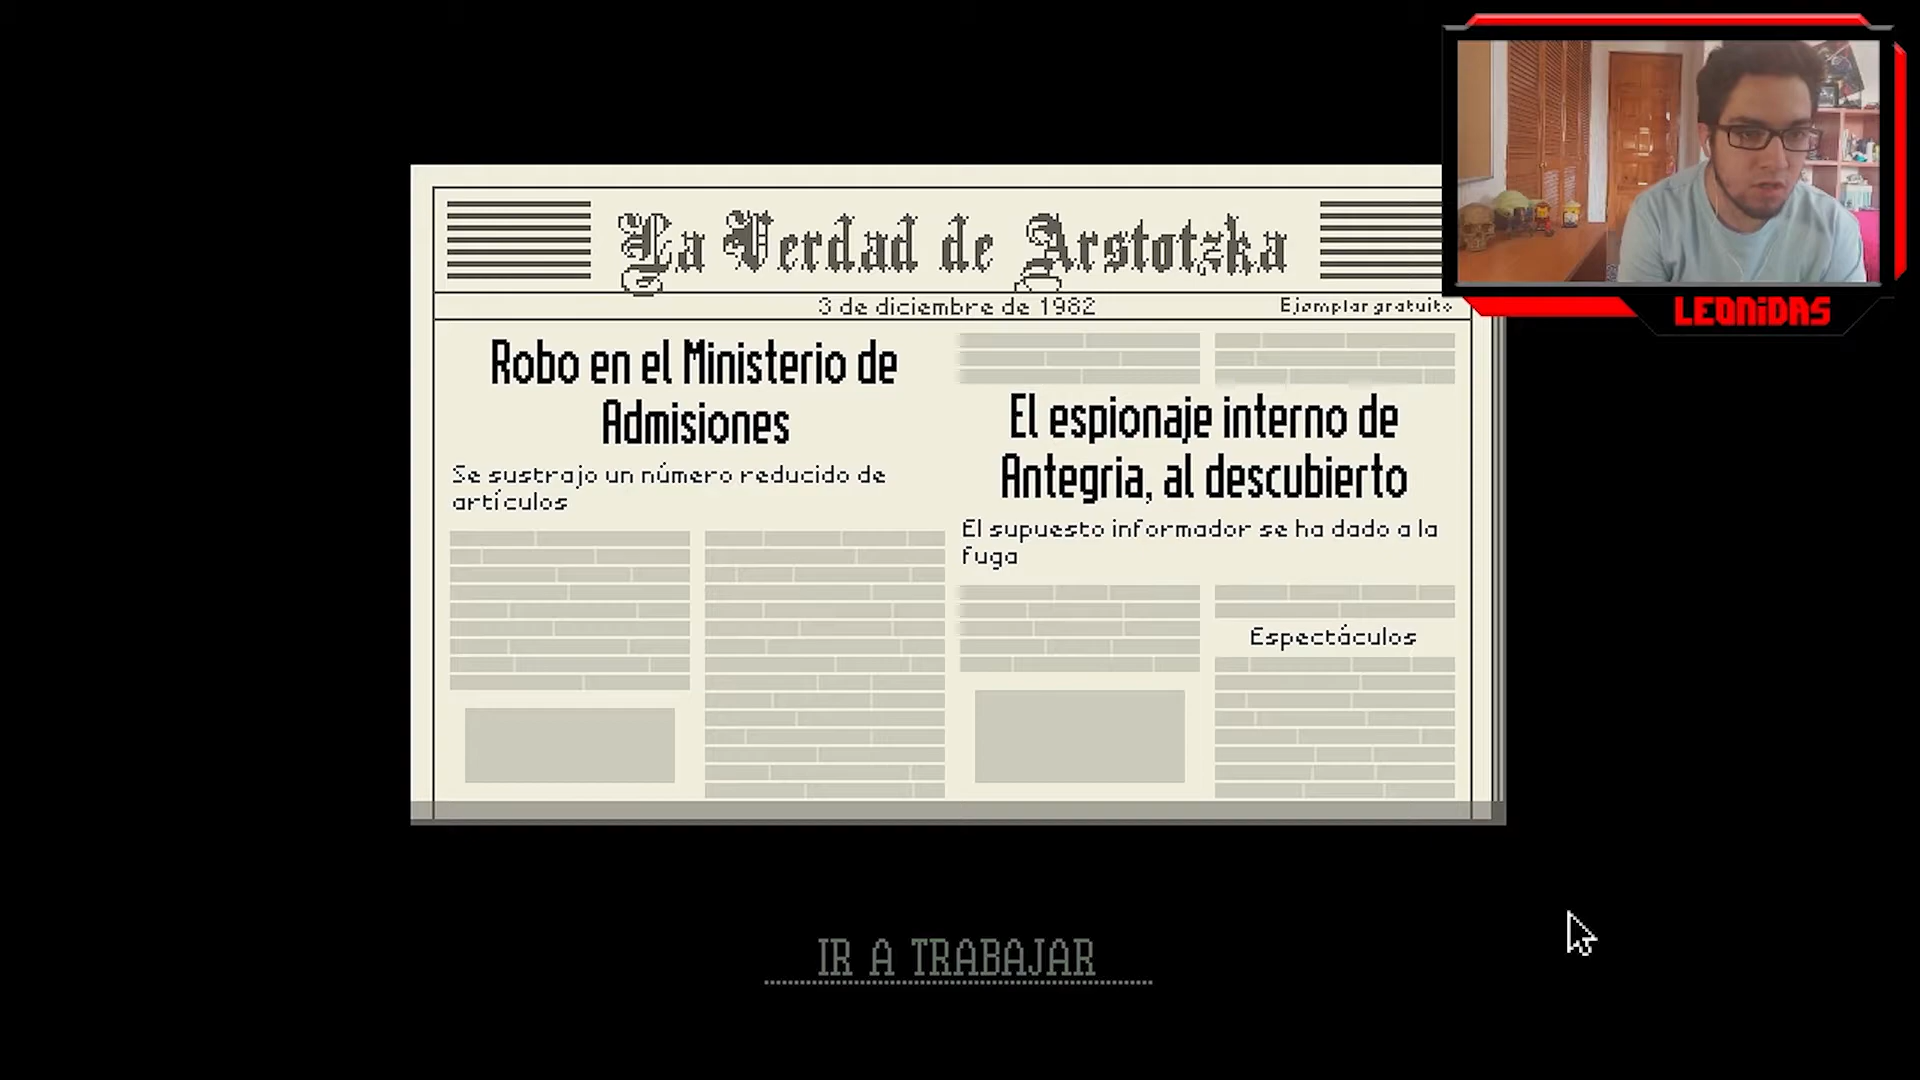 La Verdad de Arstotzka
3 de diciembre de 1982
Ejemplar gratuito
Robo en el Ministerio de
Admisiones
Se sustrajo un número reducido de
artículos
El espionaje interno de
Antegria, al descubierto
El supuesto informador se ha dado a la
fuga
Espectáculos
IR A TRABAJAR
LEONiDAS